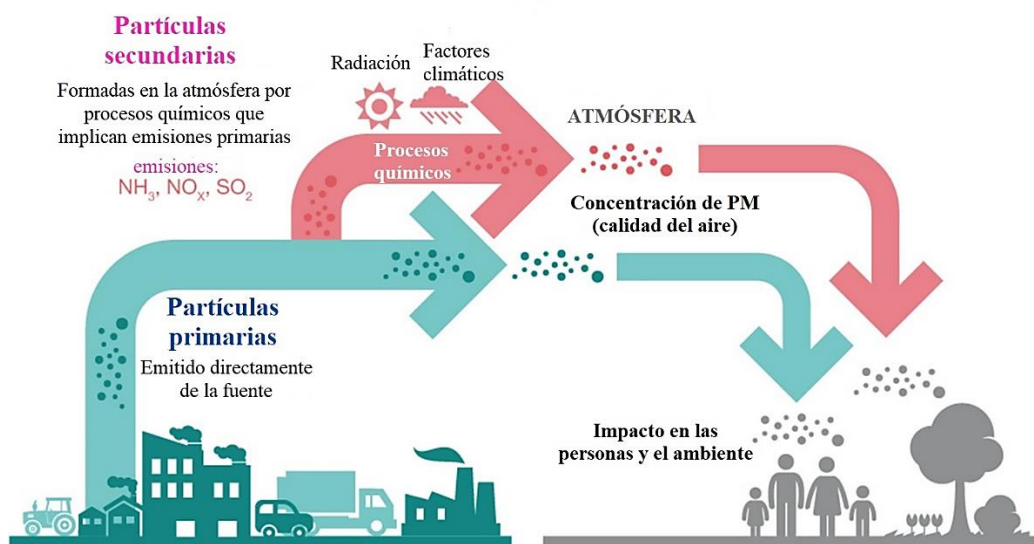 Partículas
secundarias
Formadas en la atmósfera por
procesos químicos que
implican emisiones primarias
emisiones:
NH₃, NOₓ, SO₂
Radiación
Factores
climáticos
Procesos
químicos
ATMÓSFERA
Concentración de PM
(calidad del aire)
Partículas
primarias
Emitido directamente
de la fuente
Impacto en las
personas y el ambiente